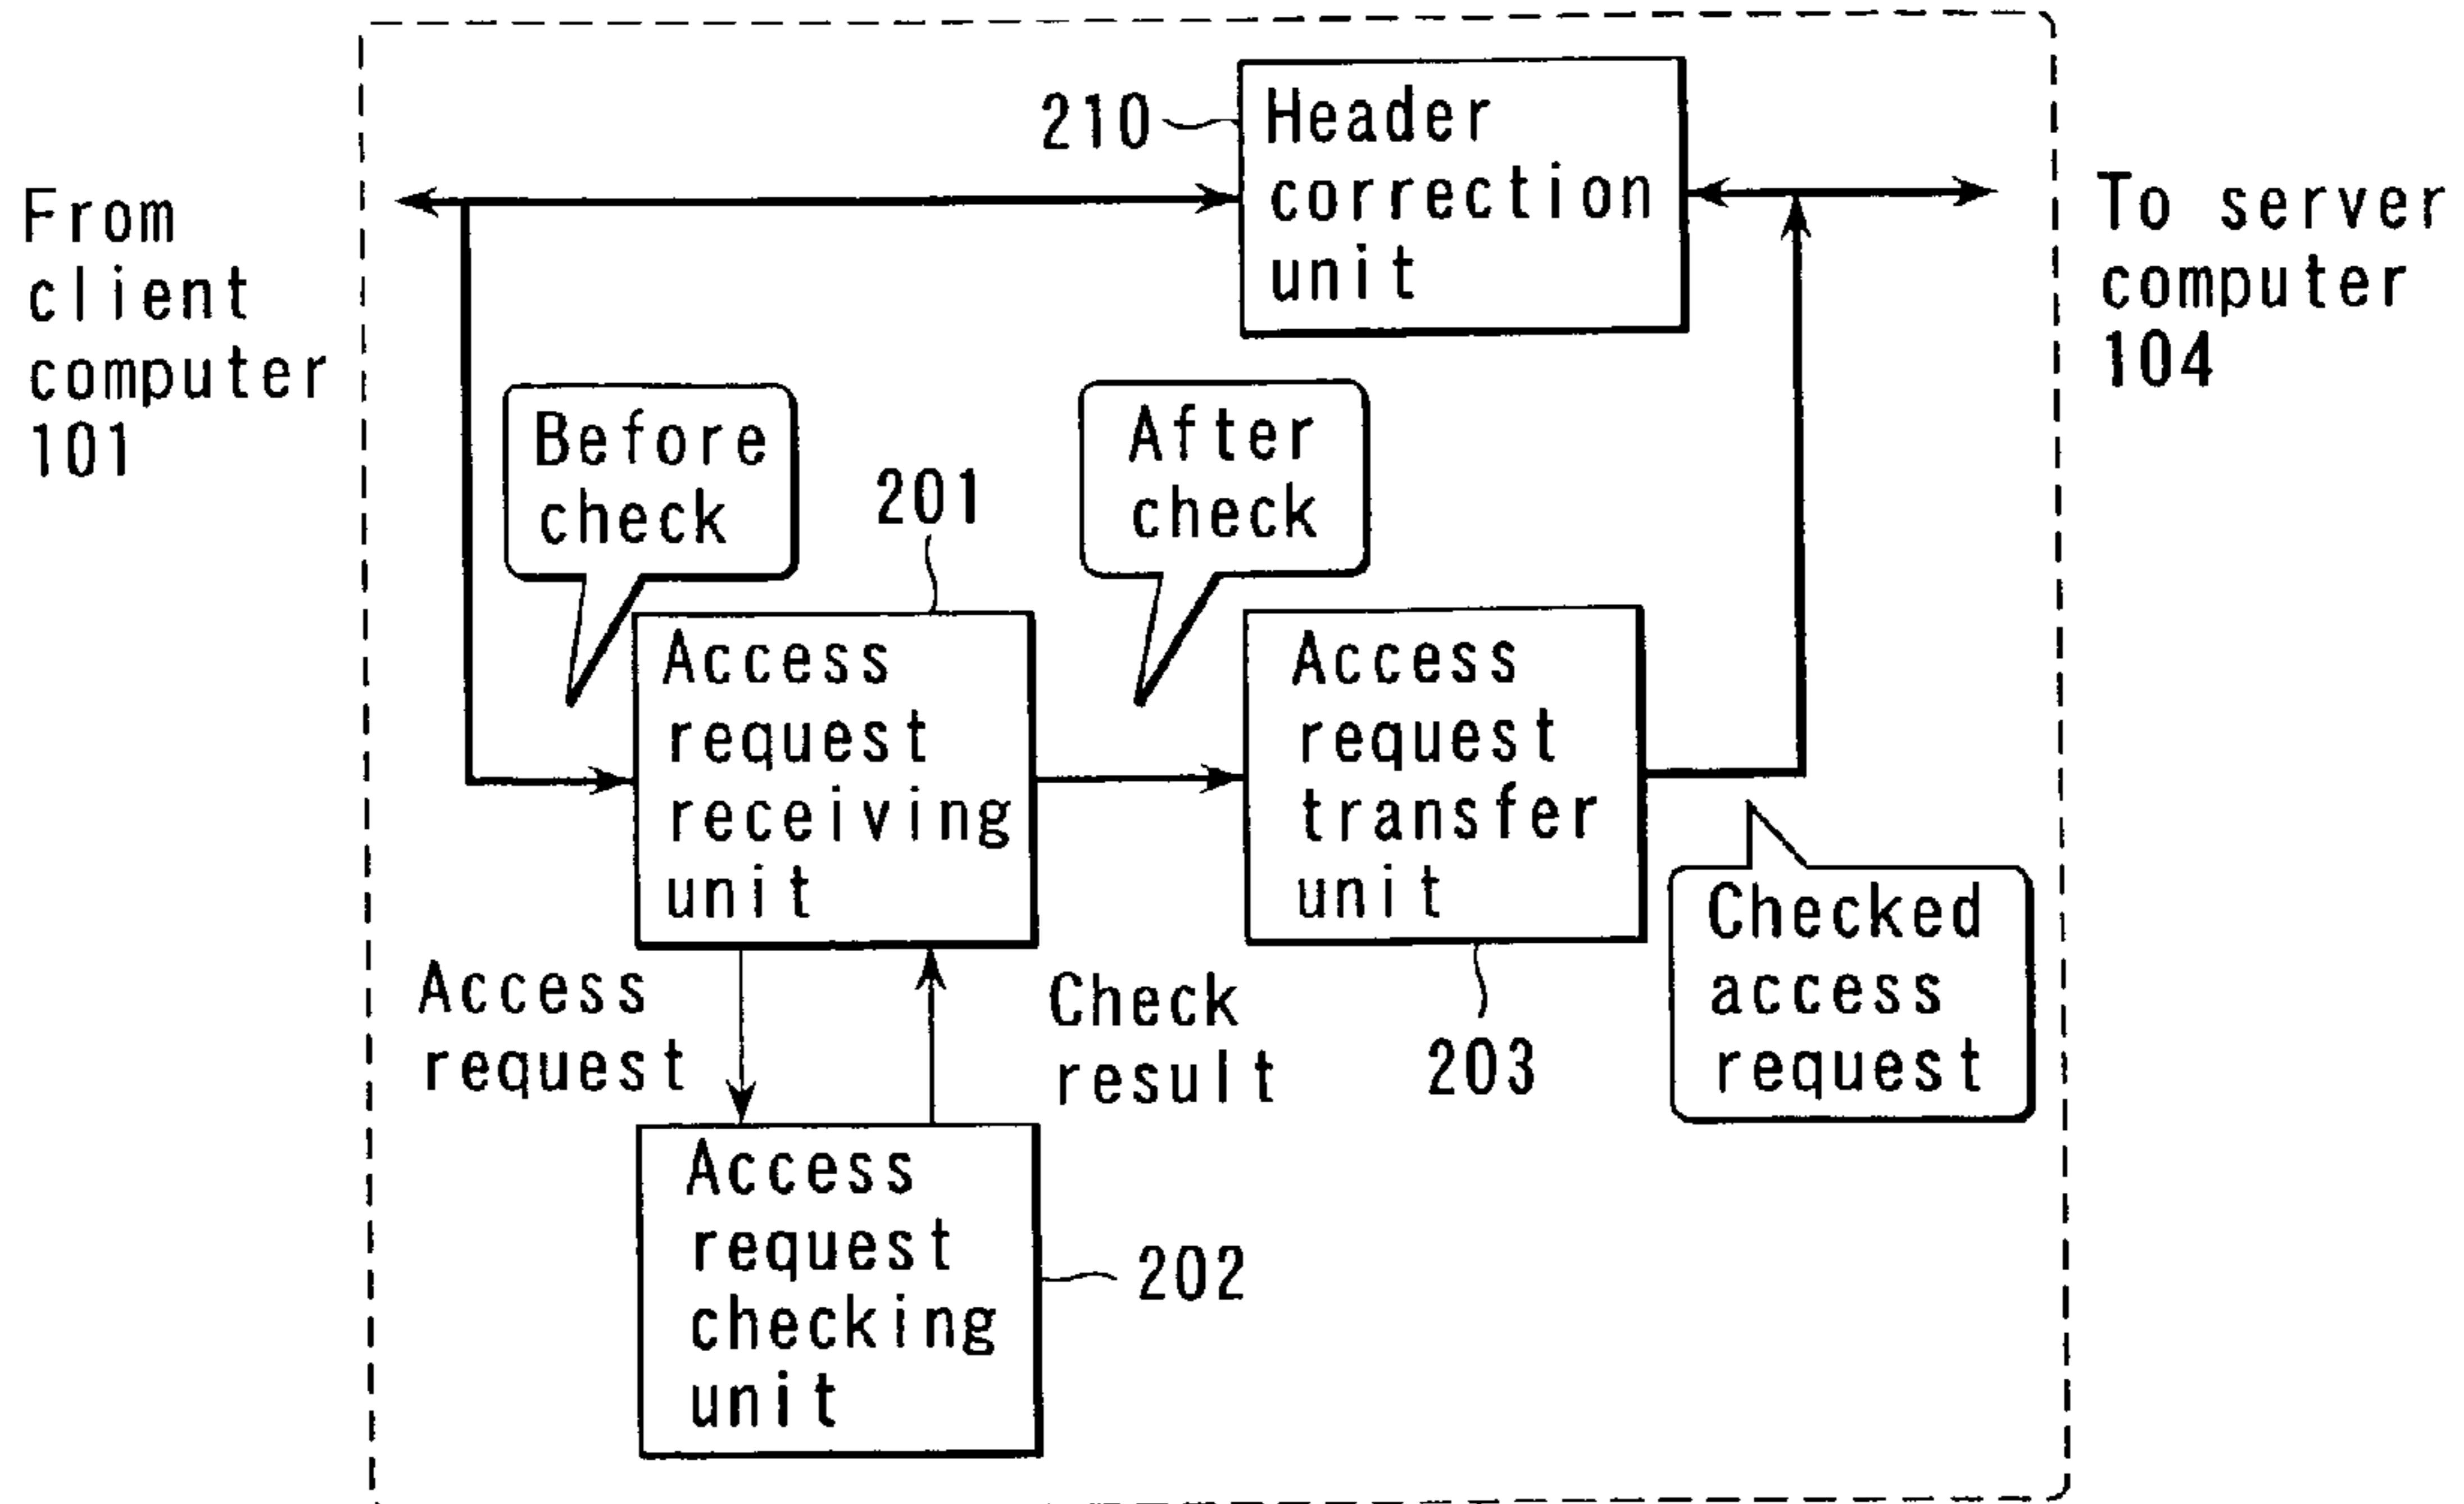 210
Header
correction
unit
From
client
computer
101
To server
computer
104
Before
check
After
check
201
Access
request
receiving
unit
Access
request
transfer
unit
Checked
access
request
Access
request
Check
result
203
Access
request
checking
unit
202